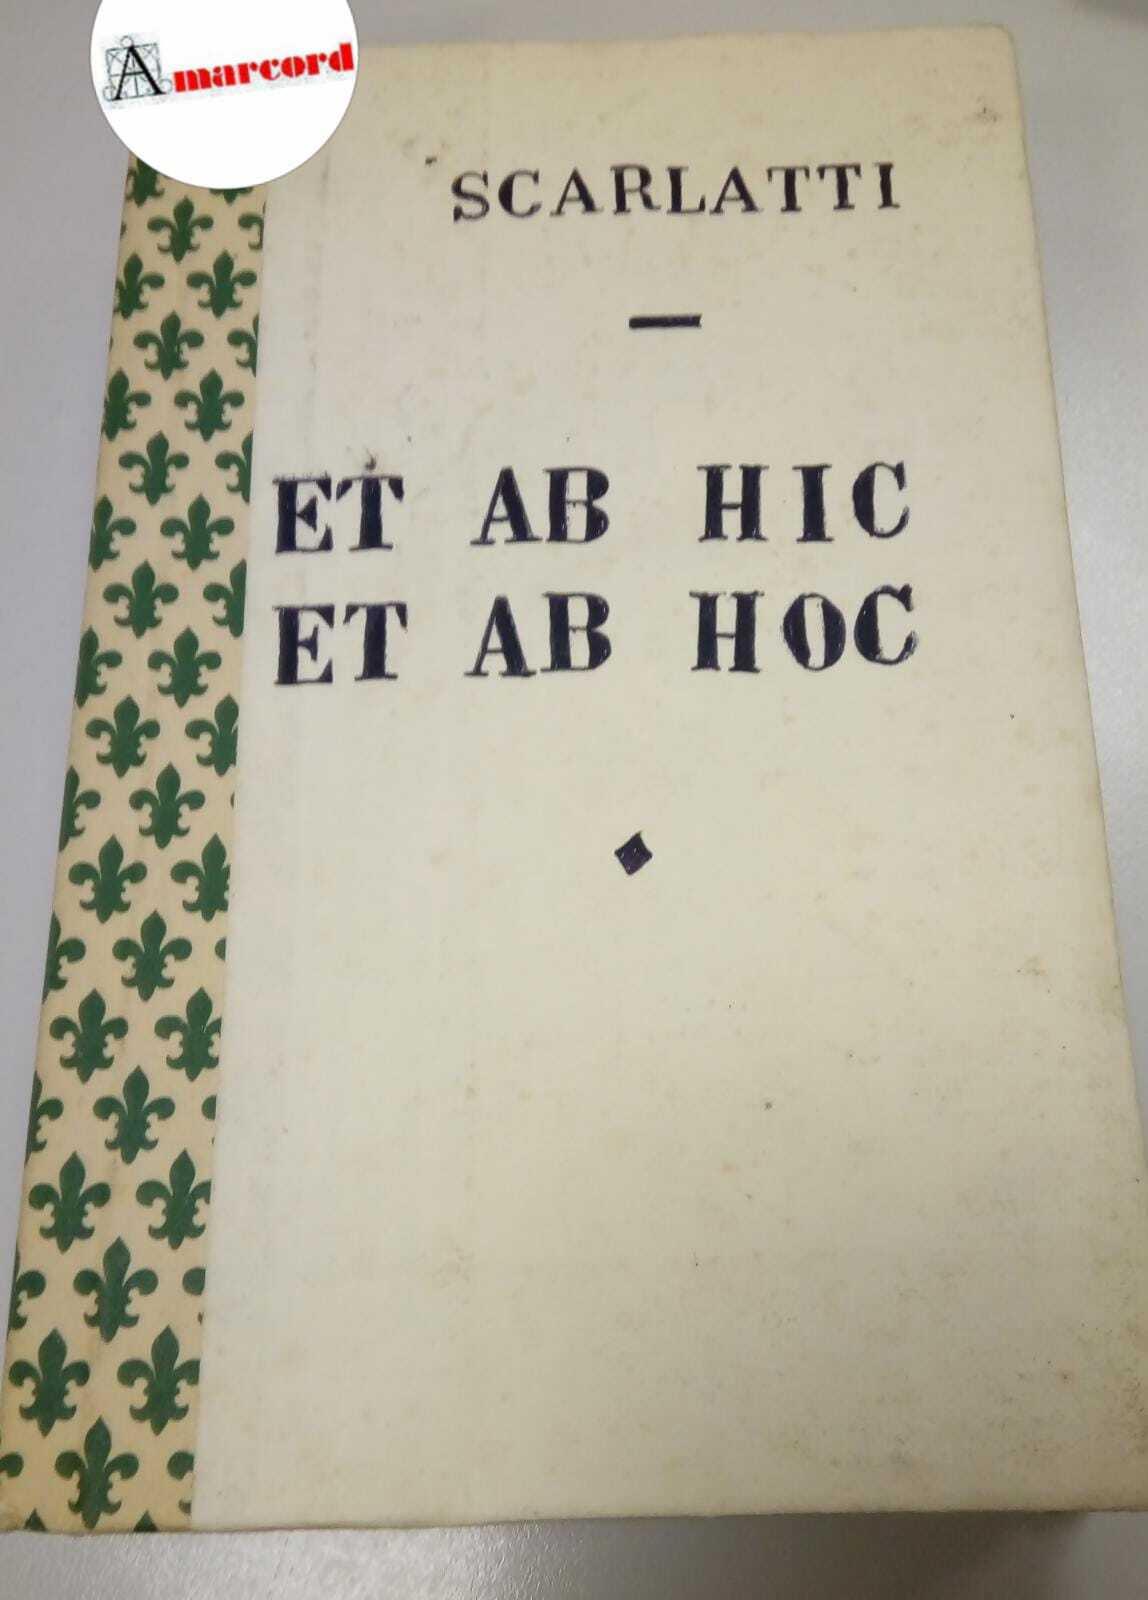 Amarcord
SCARLATTI
ET AB HIC
ET AB HOC